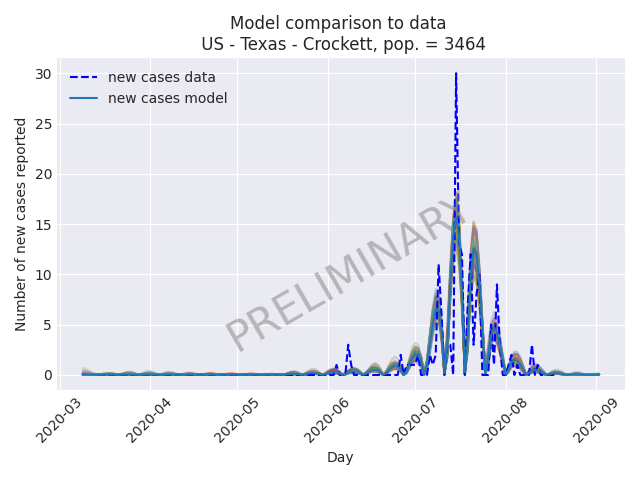 Model comparison to data
US - Texas - Crockett, pop. = 3464
Number of new cases reported
30
25
20
15
10
5
0
new cases data
new cases model
PRELIMINARY
2020-03
2020-04
2020-05
2020-06
2020-07
2020-08
2020-09
Day